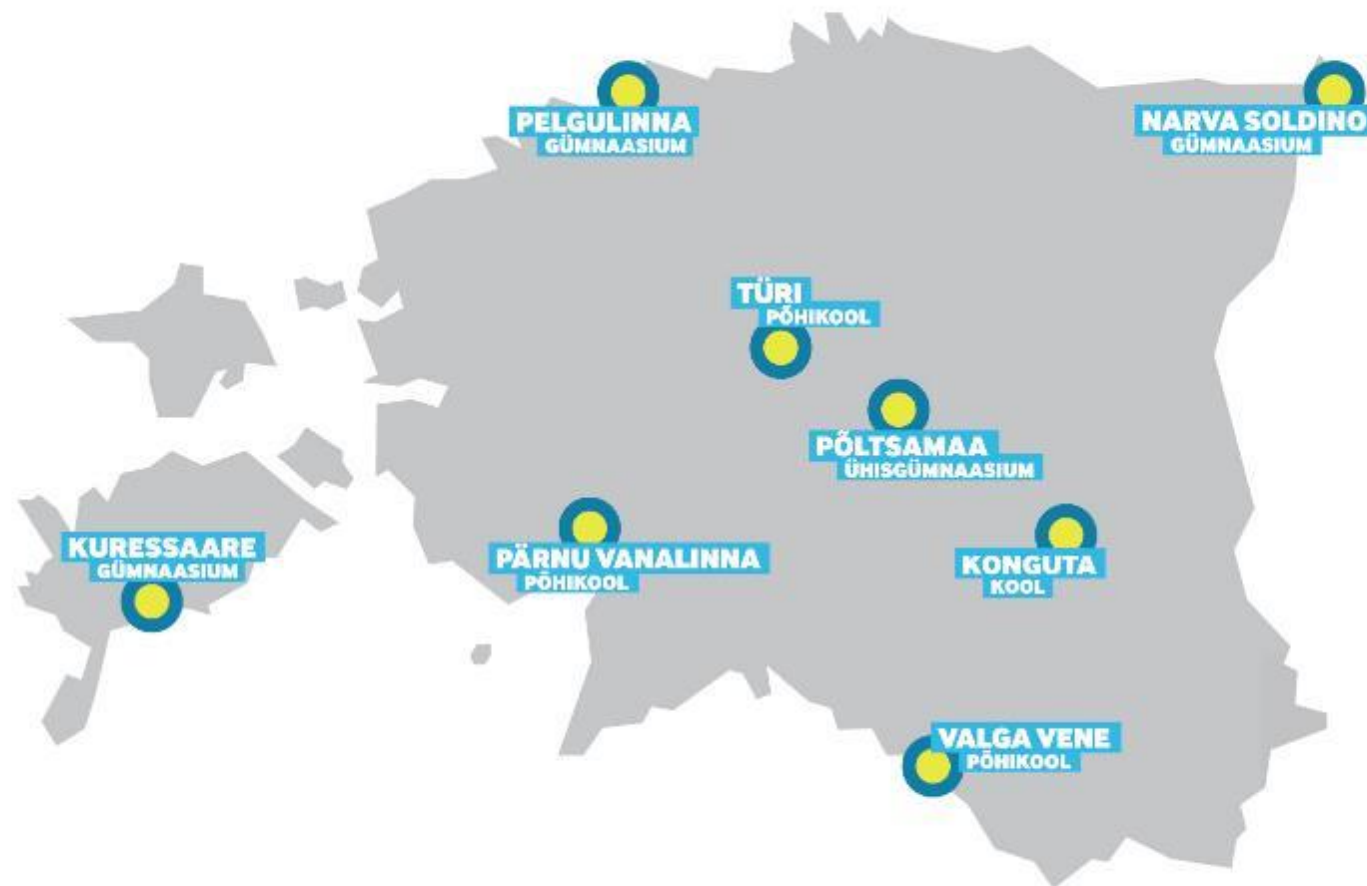 PELGULINNA
GÜMNAASIUM
NARVA SOLDINO
GÜMNAASIUM
TÜRI
PÕHIKOOL
PÕLTSAMAA
ÜHISGÜMNAASIUM
KURESSAARE
GÜMNAASIUM
PÄRNU VANALINNA
PÕHIKOOL
KONGUTA
KOOL
VALGA VENE
PÕHIKOOL